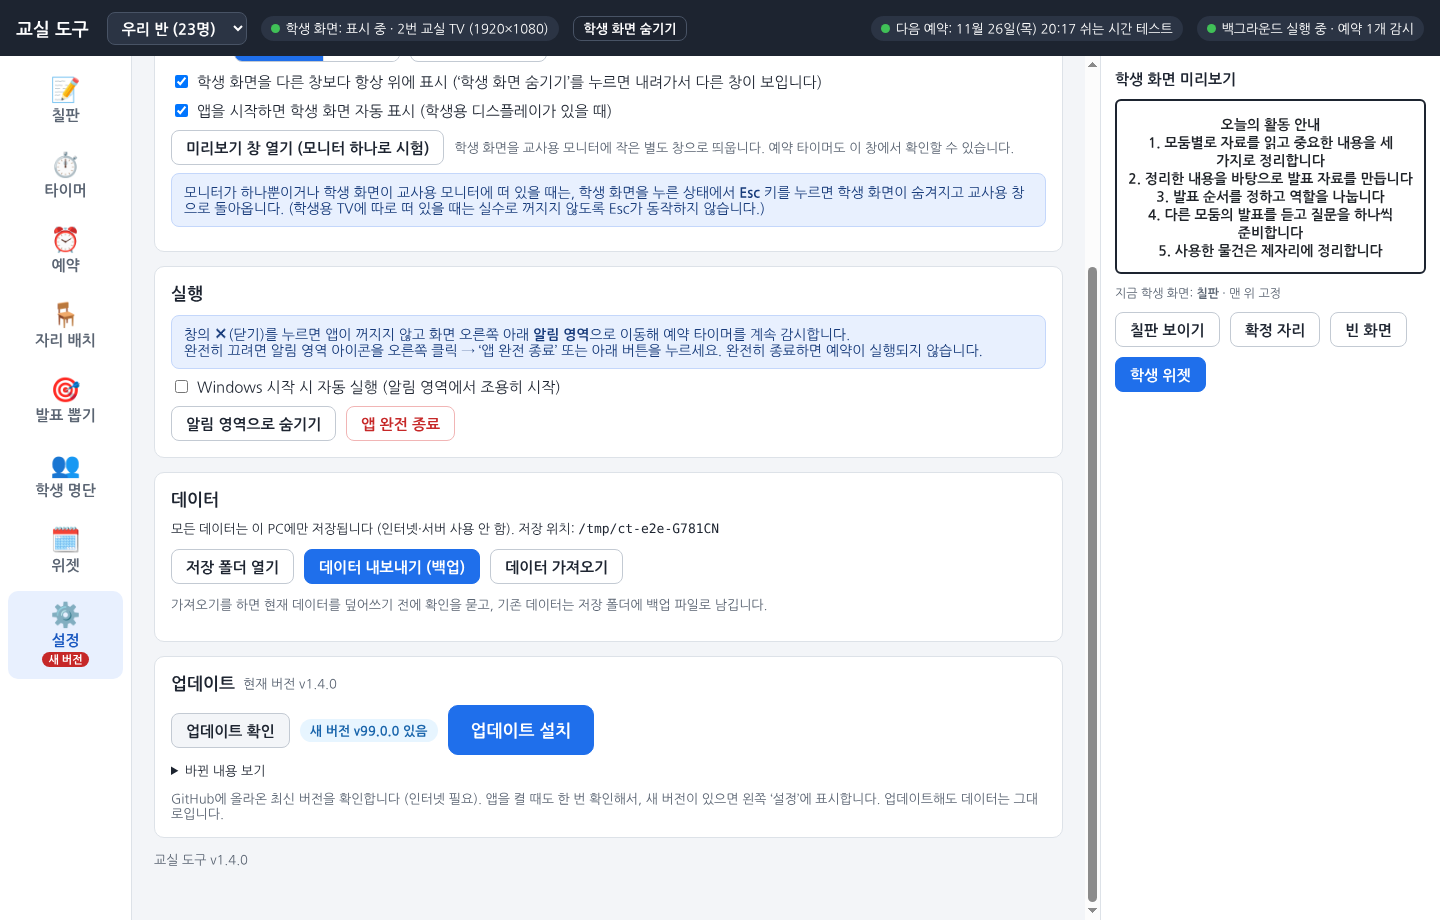 교실 도구
우리 반 (23명)
학생 화면: 표시 중 · 2번 교실 TV (1920×1080)
학생 화면 숨기기
다음 예약: 11월 26일(목) 20:17 쉬는 시간 테스트
백그라운드 실행 중 · 예약 1개 감시
칠판
타이머
예약
자리 배치
발표 뽑기
학생 명단
위젯
설정
새 버전
학생 화면을 다른 창보다 항상 위에 표시 (‘학생 화면 숨기기’를 누르면 내려가서 다른 창이 보입니다)
앱을 시작하면 학생 화면 자동 표시 (학생용 디스플레이가 있을 때)
미리보기 창 열기 (모니터 하나로 시험)
학생 화면을 교사용 모니터에 작은 별도 창으로 띄웁니다. 예약 타이머도 이 창에서 확인할 수 있습니다.
모니터가 하나뿐이거나 학생 화면이 교사용 모니터에 떠 있을 때는, 학생 화면을 누른 상태에서 Esc 키를 누르면 학생 화면이 숨겨지고 교사용 창
으로 돌아옵니다. (학생용 TV에 따로 떠 있을 때는 실수로 꺼지지 않도록 Esc가 동작하지 않습니다.)
실행
창의 ✕(닫기)를 누르면 앱이 꺼지지 않고 화면 오른쪽 아래 알림 영역으로 이동해 예약 타이머를 계속 감시합니다.
완전히 끄려면 알림 영역 아이콘을 오른쪽 클릭 → ‘앱 완전 종료’ 또는 아래 버튼을 누르세요. 완전히 종료하면 예약이 실행되지 않습니다.
Windows 시작 시 자동 실행 (알림 영역에서 조용히 시작)
알림 영역으로 숨기기
앱 완전 종료
데이터
모든 데이터는 이 PC에만 저장됩니다 (인터넷·서버 사용 안 함). 저장 위치: /tmp/ct-e2e-G781CN
저장 폴더 열기
데이터 내보내기 (백업)
데이터 가져오기
가져오기를 하면 현재 데이터를 덮어쓰기 전에 확인을 묻고, 기존 데이터는 저장 폴더에 백업 파일로 남깁니다.
업데이트 현재 버전 v1.4.0
업데이트 확인
새 버전 v99.0.0 있음
업데이트 설치
▶ 바뀐 내용 보기
GitHub에 올라온 최신 버전을 확인합니다 (인터넷 필요). 앱을 켤 때도 한 번 확인해서, 새 버전이 있으면 왼쪽 ‘설정’에 표시합니다. 업데이트해도 데이터는 그대
로입니다.
교실 도구 v1.4.0
학생 화면 미리보기
오늘의 활동 안내
1. 모둠별로 자료를 읽고 중요한 내용을 세
가지로 정리합니다
2. 정리한 내용을 바탕으로 발표 자료를 만듭니다
3. 발표 순서를 정하고 역할을 나눕니다
4. 다른 모둠의 발표를 듣고 질문을 하나씩
준비합니다
5. 사용한 물건은 제자리에 정리합니다
지금 학생 화면: 칠판 · 맨 위 고정
칠판 보이기
확정 자리
빈 화면
학생 위젯